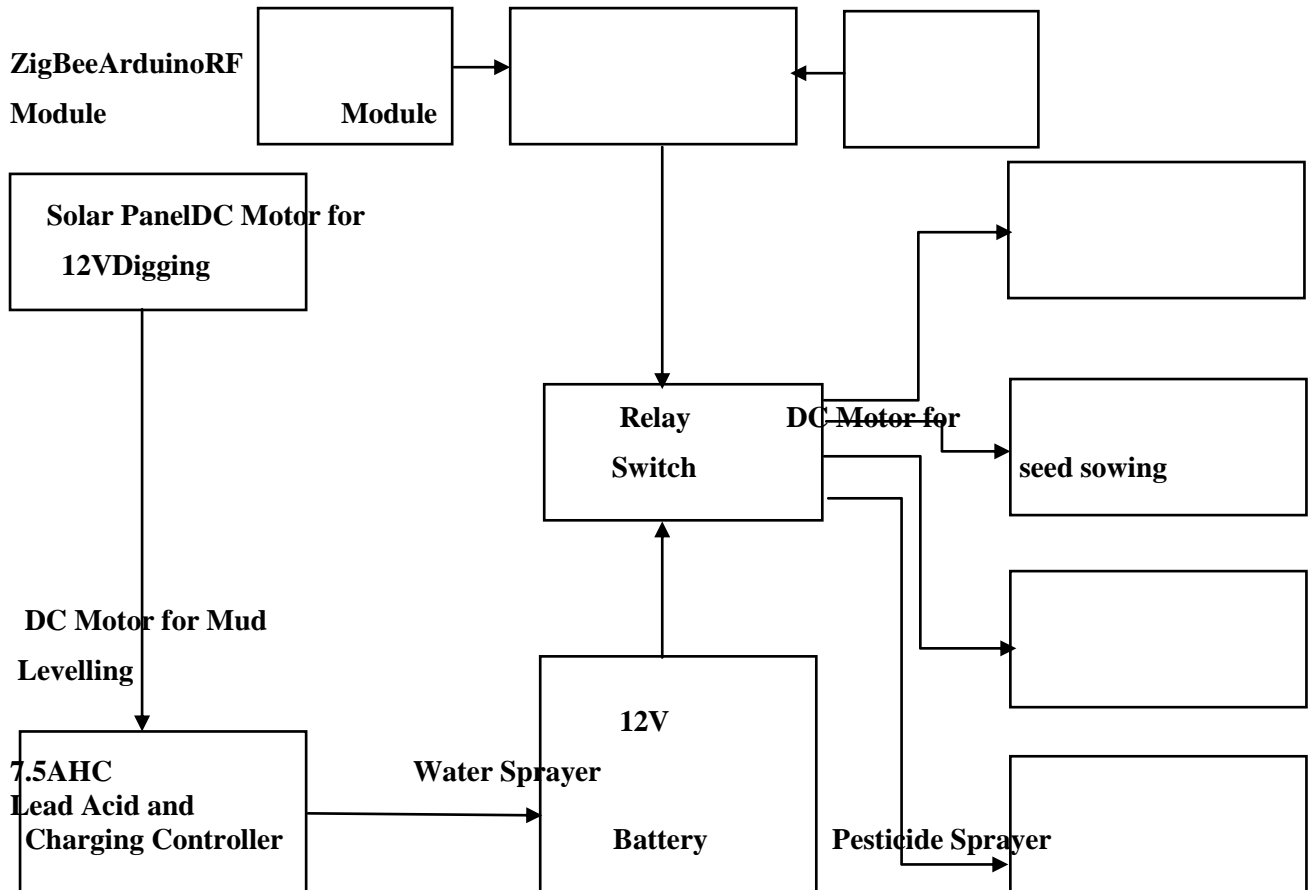 ZigBeeArduinoRF
Module Module
Solar PanelDC Motor for
12VDigging
Relay DC Motor for
Switch seed sowing
DC Motor for Mud
Levelling
12V
7.5AHC Water Sprayer
Lead Acid and
Charging Controller Battery Pesticide Sprayer